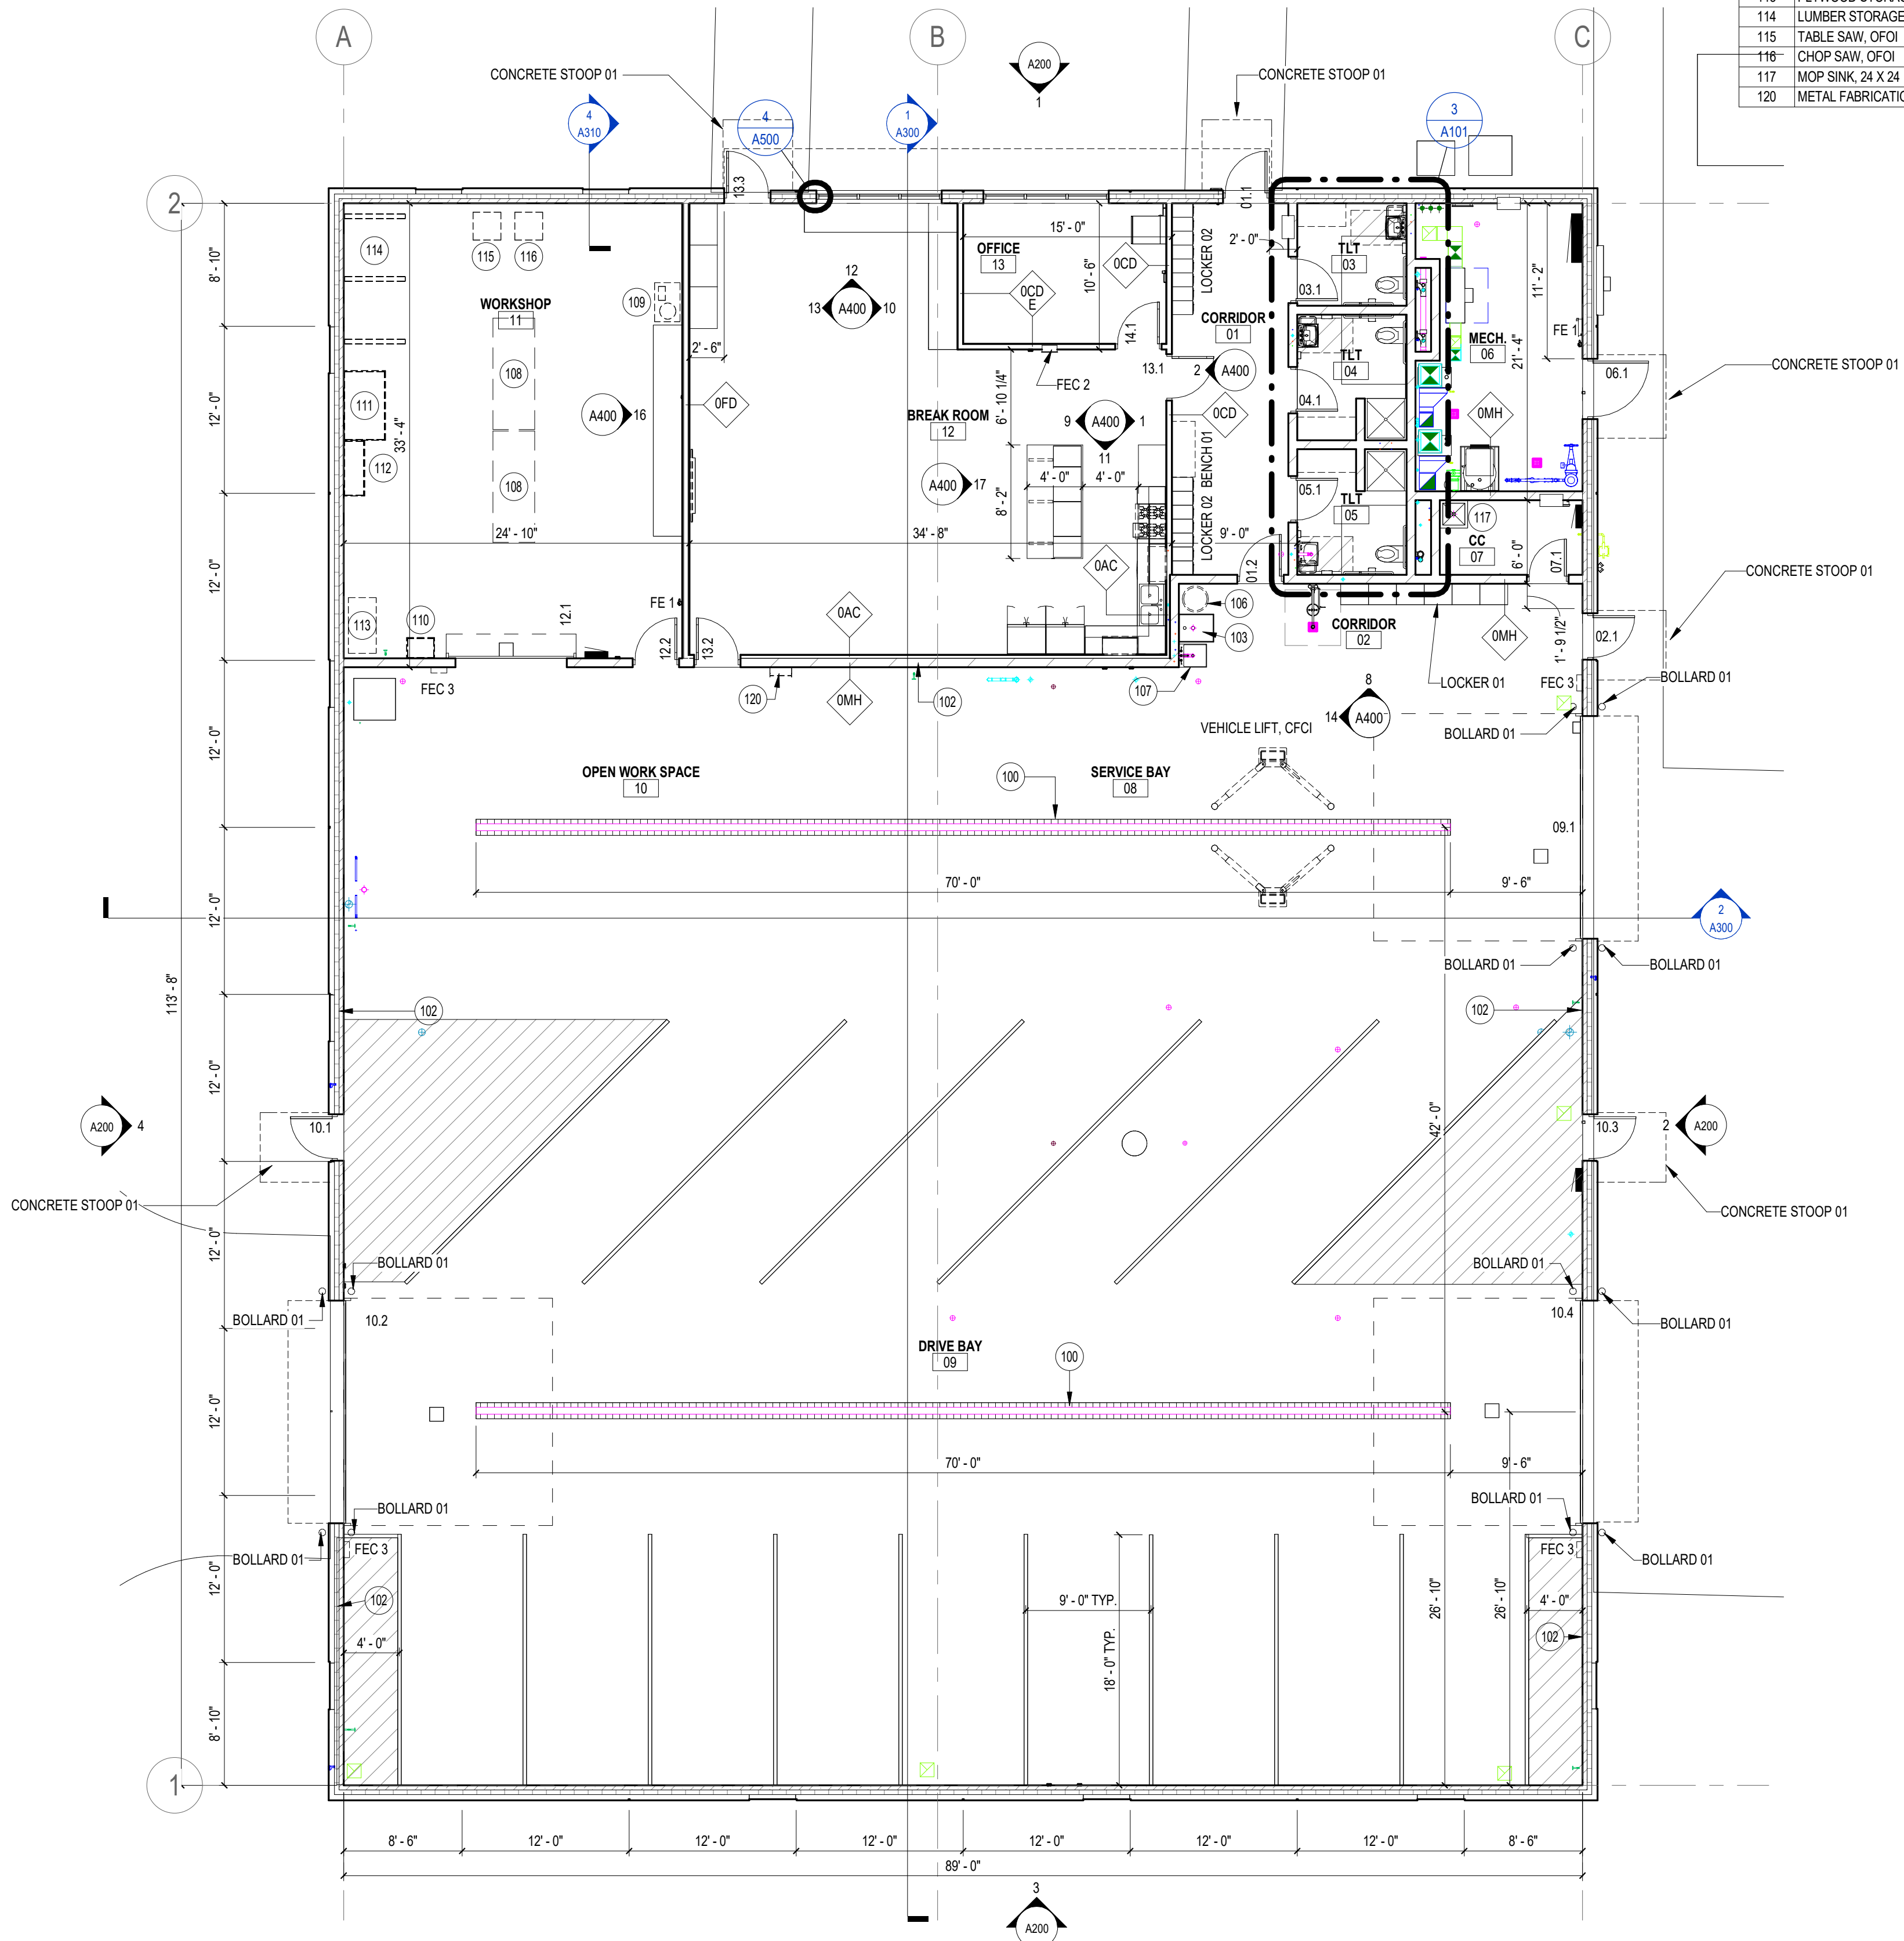 114 LUMBER STORAGE
115 TABLE SAW, OFOI
116 CHOP SAW, OFOI
117 MOP SINK, 24 X 24
120
A
B
C
CONCRETE STOOP 01
A200
1
CONCRETE STOOP 01
4
A310
4
A500
1
A300
3
A101
2
13.3
01.1
15' - 0"
OFFICE
13
0CD
0CD
E
10' - 6"
LOCKER 02
2' - 0"
TLT
03
03.1
11' - 2"
FE 1
114
115
116
109
WORKSHOP
11
12
13
A400
10
CORRIDOR
01
MECH.
06
21' - 4"
8' - 10"
2' - 6"
14.1
13.1
2
A400
TLT
04
04.1
06.1
CONCRETE STOOP 01
108
111
112
33' - 4"
A400
16
0FD
FEC 2
BREAK ROOM
12
6' - 10 1/4"
9
A400
1
11
0CD
0MH
12' - 0"
108
A400
17
4' - 0"
4' - 0"
8' - 2"
LOCKER 02
BENCH 01
05.1
TLT
05
117
CC
07
24' - 10"
34' - 8"
9' - 0"
6' - 0"
07.1
0AC
01.2
CONCRETE STOOP 01
12' - 0"
113
110
12.1
FE 1
12.2
13.2
0AC
106
103
CORRIDOR
02
0MH
1' - 9 1/2"
02.1
FEC 3
120
0MH
102
107
LOCKER 01
FEC 3
BOLLARD 01
8
14
A400
BOLLARD 01
12' - 0"
VEHICLE LIFT, CFCI
OPEN WORK SPACE
10
100
SERVICE BAY
08
09.1
70' - 0"
9' - 6"
12' - 0"
2
A300
BOLLARD 01
BOLLARD 01
113' - 8"
102
102
12' - 0"
A200
4
10.1
42' - 0"
10.3
2
A200
CONCRETE STOOP 01
CONCRETE STOOP 01
12' - 0"
BOLLARD 01
BOLLARD 01
BOLLARD 01
10.2
10.4
BOLLARD 01
DRIVE BAY
09
100
12' - 0"
70' - 0"
9' - 6"
BOLLARD 01
BOLLARD 01
BOLLARD 01
FEC 3
FEC 3
BOLLARD 01
12' - 0"
102
9' - 0" TYP.
26' - 10"
26' - 10"
4' - 0"
4' - 0"
102
18' - 0" TYP.
8' - 10"
1
8' - 6"
12' - 0"
12' - 0"
12' - 0"
12' - 0"
12' - 0"
12' - 0"
8' - 6"
89' - 0"
3
A200